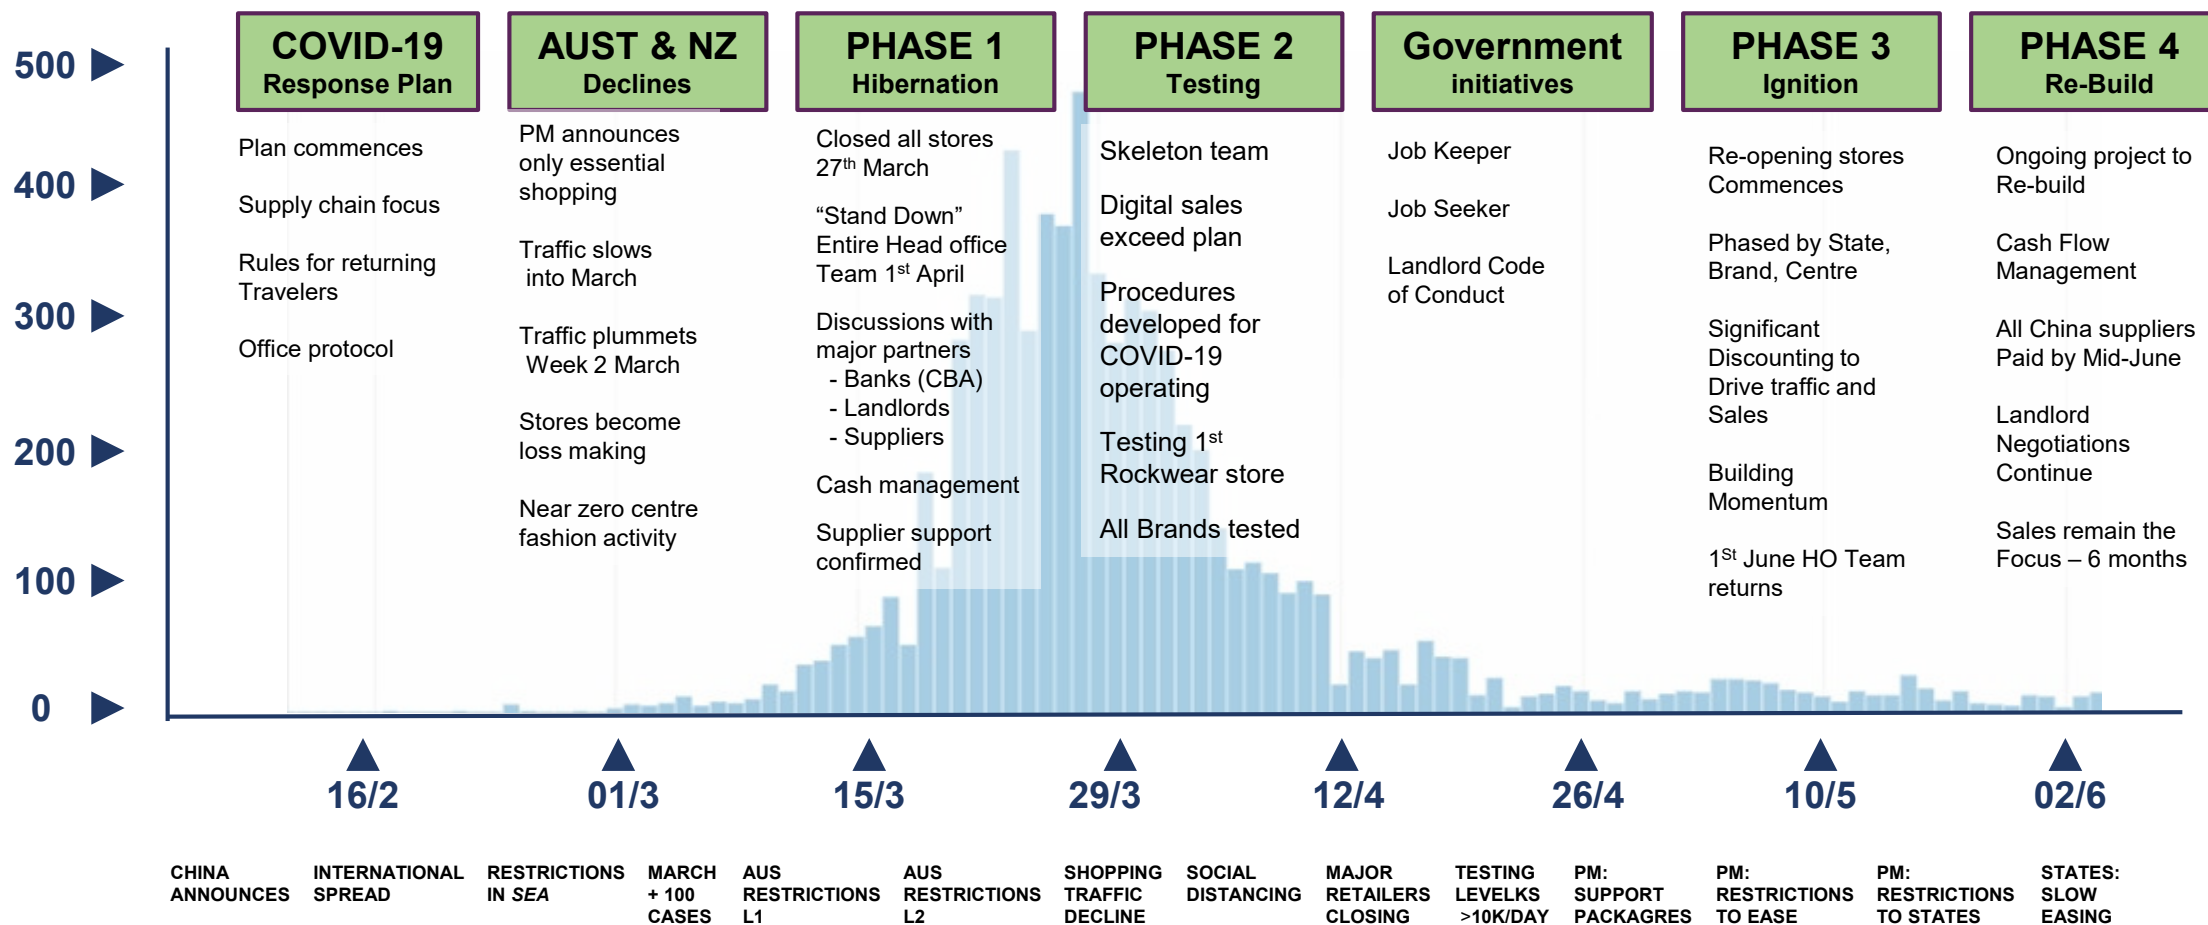 COVID-19
Response Plan
AUST & NZ
Declines
PHASE 1
Hibernation
PHASE 2
Testing
Government
initiatives
PHASE 3
Ignition
PHASE 4
Re-Build
500
400
300
200
100
0
Plan commences
Supply chain focus
Rules for returning
Travelers
Office protocol
PM announces
only essential
shopping
Traffic slows
into March
Traffic plummets
Week 2 March
Stores become
loss making
Near zero centre
fashion activity
Closed all stores
27th March
“Stand Down”
Entire Head office
Team 1st April
Discussions with
major partners
- Banks (CBA)
- Landlords
- Suppliers
Cash management
Supplier support
confirmed
Skeleton team
Digital sales
exceed plan
Procedures
developed for
COVID-19
operating
Testing 1st
Rockwear store
All Brands tested
Job Keeper
Job Seeker
Landlord Code
of Conduct
Re-opening stores
Commences
Phased by State,
Brand, Centre
Significant
Discounting to
Drive traffic and
Sales
Building
Momentum
1St June HO Team
returns
Ongoing project to
Re-build
Cash Flow
Management
All China suppliers
Paid by Mid-June
Landlord
Negotiations
Continue
Sales remain the
Focus – 6 months
16/2
01/3
15/3
29/3
12/4
26/4
10/5
02/6
CHINA
ANNOUNCES
INTERNATIONAL
SPREAD
RESTRICTIONS
IN SEA
MARCH
+ 100
CASES
AUS
RESTRICTIONS
L1
AUS
RESTRICTIONS
L2
SHOPPING
TRAFFIC
DECLINE
SOCIAL
DISTANCING
MAJOR
RETAILERS
CLOSING
TESTING
LEVELKS
>10K/DAY
PM:
SUPPORT
PACKAGRES
PM:
RESTRICTIONS
TO EASE
PM:
RESTRICTIONS
TO STATES
STATES:
SLOW
EASING